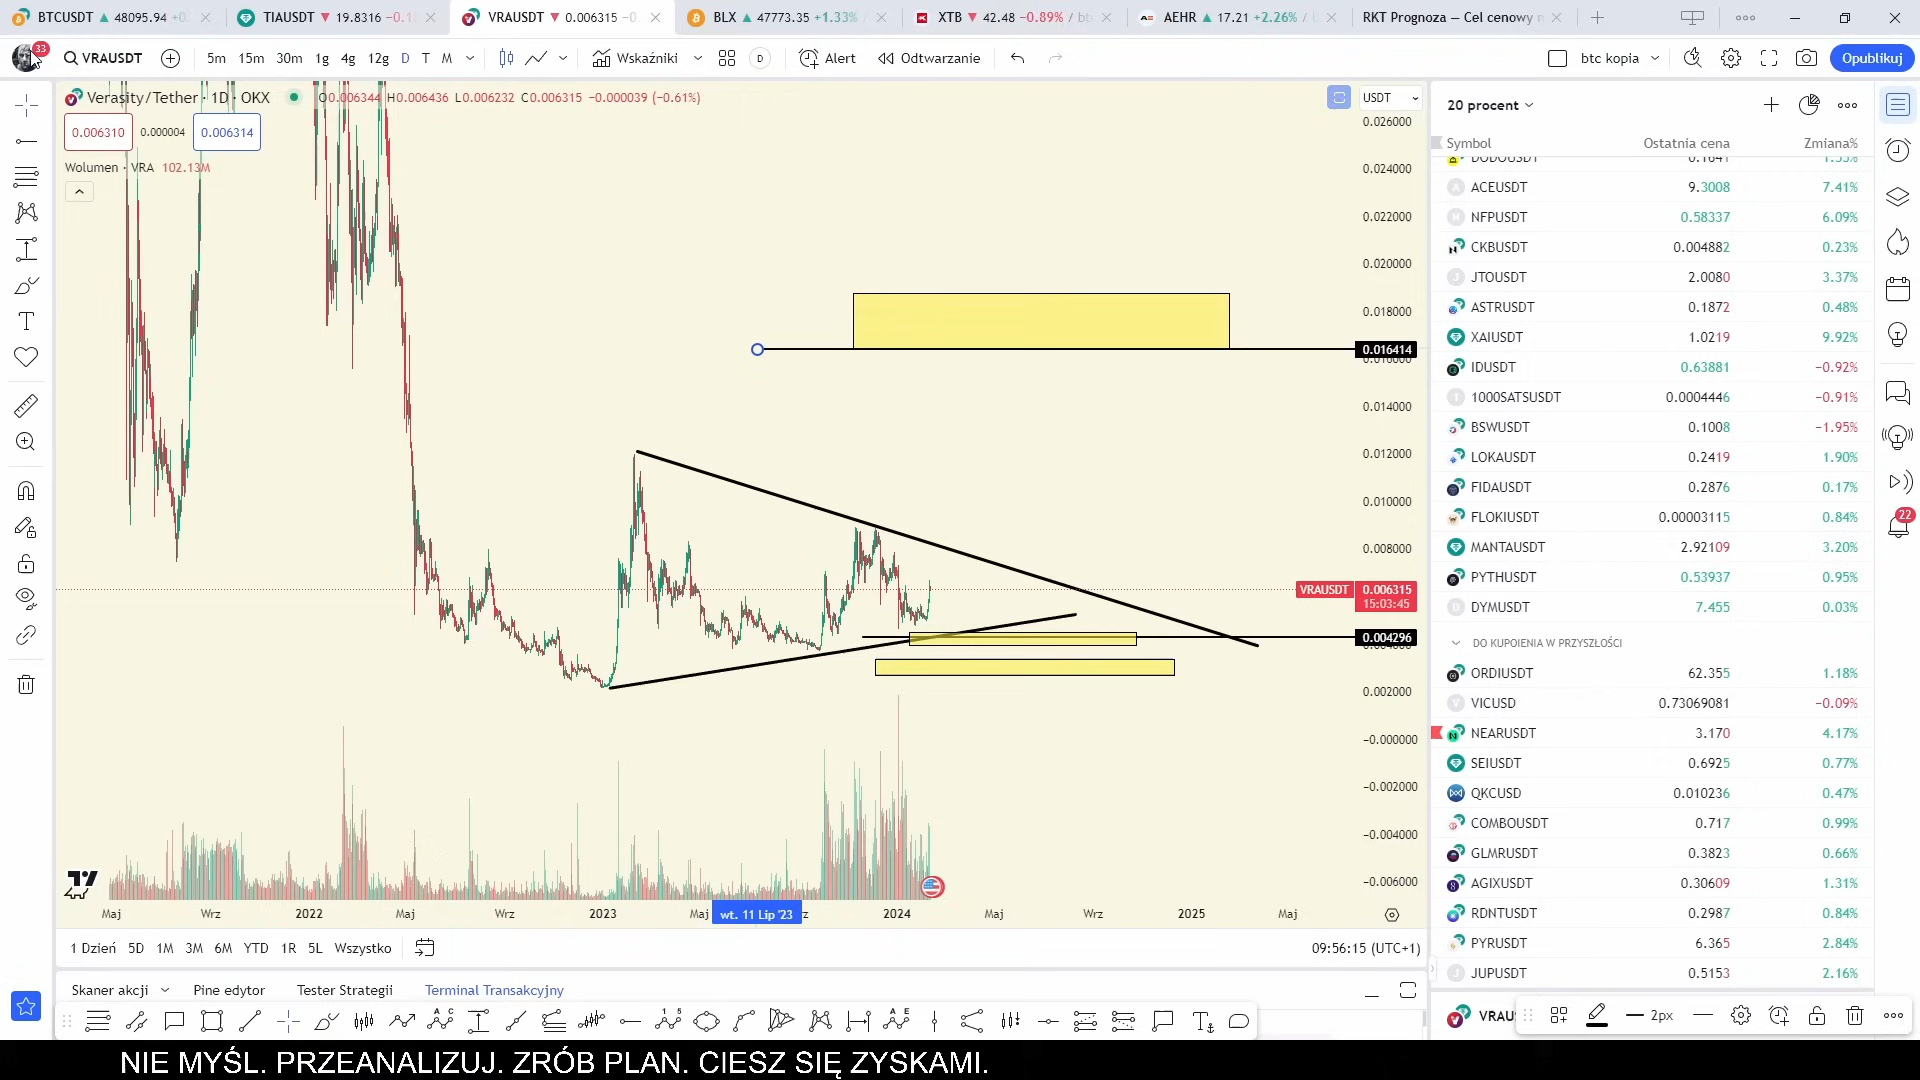 BTCUSDT ▲ 48095.94
TIAUSDT ▼ 19.8316
VRAUSDT ▼ 0.006315
BLX ▲ 47773.35 +1.33%
XTB ▼ 42.48 −0.89%
AEHR ▲ 17.21 +2.26%
RKT Prognoza — Cel cenowy
33
VRAUSDT
5m 15m 30m 1g 4g 12g D T M
Wskaźniki
D
Alert
Odtwarzanie
btc kopia
Opublikuj
Verasity/Tether · 1D · OKX
O0.006344 H0.006436 L0.006232 C0.006315 −0.000039 (−0.61%)
0.006310 0.000004 0.006314
Wolumen · VRA 102.13M
USDT
0.026000
0.024000
0.022000
0.020000
0.018000
0.016414
0.016000
0.014000
0.012000
0.010000
0.008000
VRAUSDT 0.006315
15:03:45
0.004296
0.002000
−0.000000
−0.002000
−0.004000
−0.006000
Maj Wrz 2022 Maj Wrz 2023 Maj wt. 11 Lip '23 2024 Maj Wrz 2025 Maj
1 Dzień 5D 1M 3M 6M YTD 1R 5L Wszystko
09:56:15 (UTC+1)
Skaner akcji Pine edytor Tester Strategii Terminal Transakcyjny
20 procent
Symbol Ostatnia cena Zmiana%
DODOUSDT 0.1641 1.55%
ACEUSDT 9.3008 7.41%
NFPUSDT 0.58337 6.09%
CKBUSDT 0.004882 0.23%
JTOUSDT 2.0080 3.37%
ASTRUSDT 0.1872 0.48%
XAIUSDT 1.0219 9.92%
IDUSDT 0.63881 −0.92%
1000SATSUSDT 0.0004446 −0.91%
BSWUSDT 0.1008 −1.95%
LOKAUSDT 0.2419 1.90%
FIDAUSDT 0.2876 0.17%
FLOKIUSDT 0.00003115 0.84%
MANTAUSDT 2.92109 3.20%
PYTHUSDT 0.53937 0.95%
DYMUSDT 7.455 0.03%
DO KUPOIENIA W PRZYSZŁOŚCI
ORDIUSDT 62.355 1.18%
VICUSD 0.73069081 −0.09%
NEARUSDT 3.170 4.17%
SEIUSDT 0.6925 0.77%
QKCUSD 0.010236 0.47%
COMBOUSDT 0.717 0.99%
GLMRUSDT 0.3823 0.66%
AGIXUSDT 0.30609 1.31%
RDNTUSDT 0.2987 0.84%
PYRUSDT 6.365 2.84%
JUPUSDT 0.5153 2.16%
22
VRAU
2px
NIE MYŚL. PRZEANALIZUJ. ZRÓB PLAN. CIESZ SIĘ ZYSKAMI.